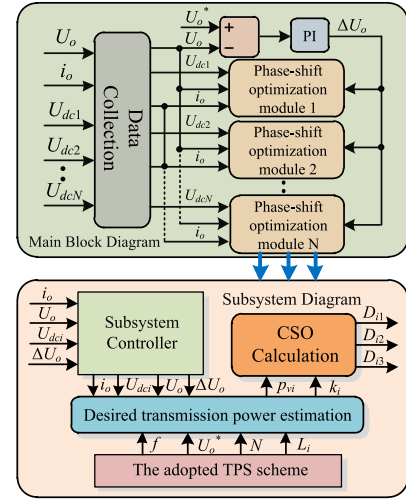 U_o
i_o
U_dc1
U_dc2
U_dcN
Data Collection
U_o*
U_o
+
−
PI
ΔU_o
U_dc1
i_o
Phase-shift optimization module 1
U_dc2
i_o
Phase-shift optimization module 2
U_dcN
i_o
Phase-shift optimization module N
Main Block Diagram
Subsystem Diagram
i_o
U_o
U_dci
ΔU_o
Subsystem Controller
CSO Calculation
D_i1
D_i2
D_i3
i_o
U_dci
U_o
ΔU_o
p_vi
k_i
Desired transmission power estimation
f
U_o*
N
L_i
The adopted TPS scheme